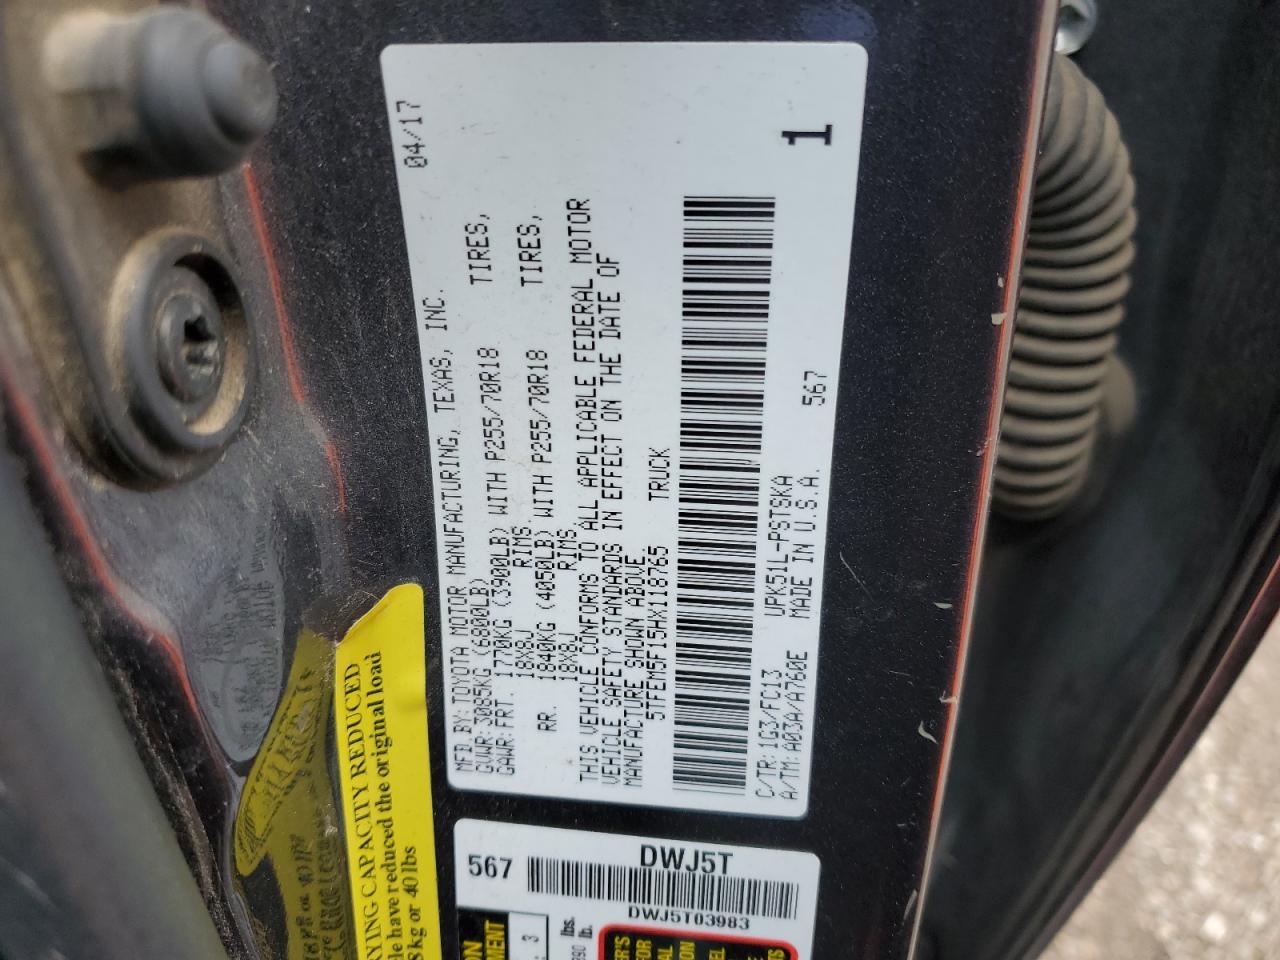 MFD.BY:TOYOTA MOTOR MANUFACTURING, TEXAS, INC. 04/17
GVWR:3085KG (6800LB)
GAWR:FRT. 1770KG (3900LB) WITH P255/70R18 TIRES,
18X8J RIMS.
RR. 1840KG (4050LB) WITH P255/70R18 TIRES,
18X8J RIMS.
THIS VEHICLE CONFORMS TO ALL APPLICABLE FEDERAL MOTOR
VEHICLE SAFETY STANDARDS IN EFFECT ON THE DATE OF
MANUFACTURE SHOWN ABOVE.
5TFEM5F15HX118765 TRUCK
1
C/TR:1G3/FC13 UPK51L-PSTSKA 567
A/TM:A03A/A760E MADE IN U.S.A.
567 DWJ5T
DWJ5T03983
YING CAPACITY REDUCED
have reduced the original load
kg or 40 lbs
3
lbs.
lb.